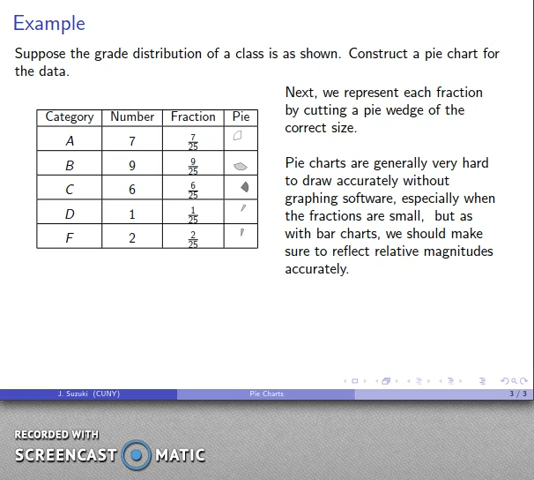 Example
Suppose the grade distribution of a class is as shown. Construct a pie chart for
the data.
Category Number Fraction Pie
A 7 7/25
B 9 9/25
C 6 6/25
D 1 1/25
F 2 2/25
Next, we represent each fraction
by cutting a pie wedge of the
correct size.
Pie charts are generally very hard
to draw accurately without
graphing software, especially when
the fractions are small, but as
with bar charts, we should make
sure to reflect relative magnitudes
accurately.
J. Suzuki (CUNY) Pie Charts 3 / 3
RECORDED WITH
SCREENCAST MATIC